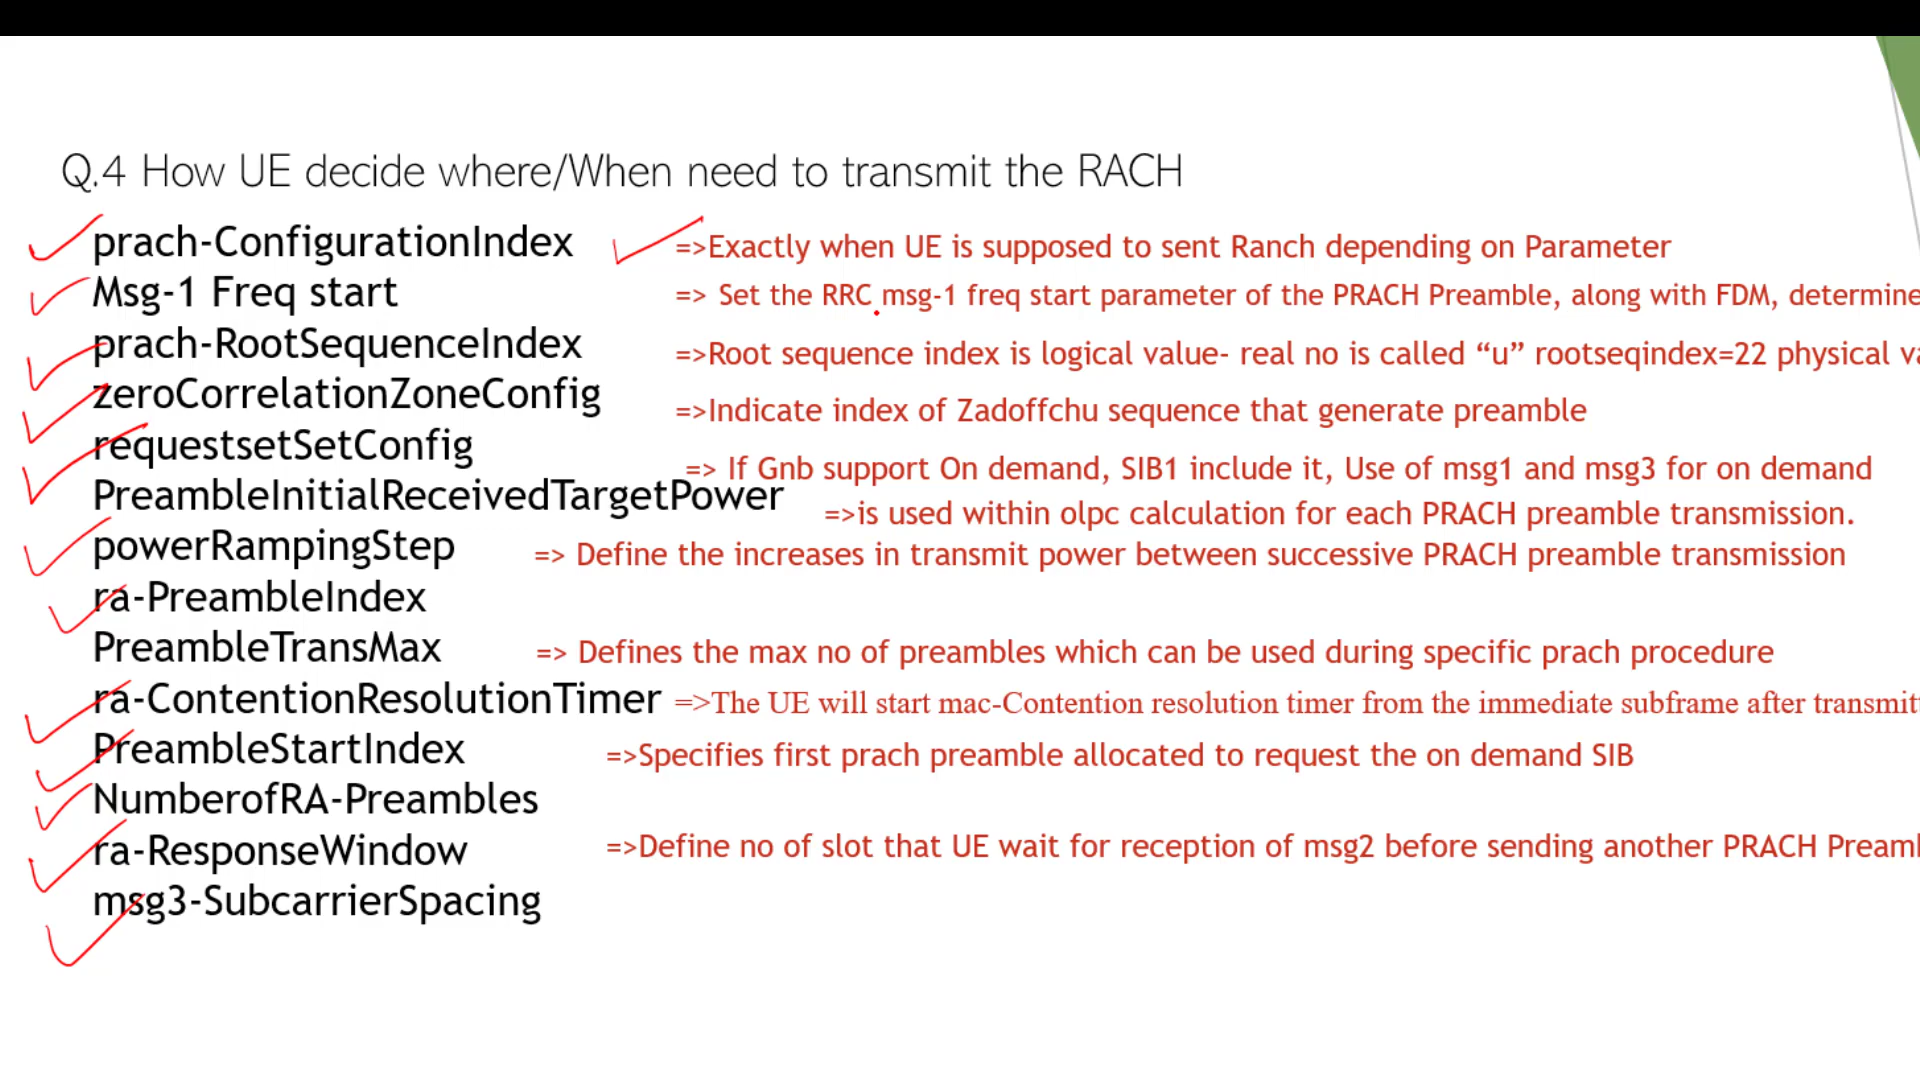 Q.4 How UE decide where/When need to transmit the RACH
prach-ConfigurationIndex =>Exactly when UE is supposed to sent Ranch depending on Parameter
Msg-1 Freq start => Set the RRC msg-1 freq start parameter of the PRACH Preamble, along with FDM, determine
prach-RootSequenceIndex =>Root sequence index is logical value- real no is called “u” rootseqindex=22 physical
zeroCorrelationZoneConfig =>Indicate index of Zadoffchu sequence that generate preamble
requestsetSetConfig => If Gnb support On demand, SIB1 include it, Use of msg1 and msg3 for on demand
PreambleInitialReceivedTargetPower =>is used within olpc calculation for each PRACH preamble transmission.
powerRampingStep => Define the increases in transmit power between successive PRACH preamble transmission
ra-PreambleIndex
PreambleTransMax => Defines the max no of preambles which can be used during specific prach procedure
ra-ContentionResolutionTimer =>The UE will start mac-Contention resolution timer from the immediate subframe after
PreambleStartIndex =>Specifies first prach preamble allocated to request the on demand SIB
NumberofRA-Preambles
ra-ResponseWindow =>Define no of slot that UE wait for reception of msg2 before sending another PRACH
msg3-SubcarrierSpacing